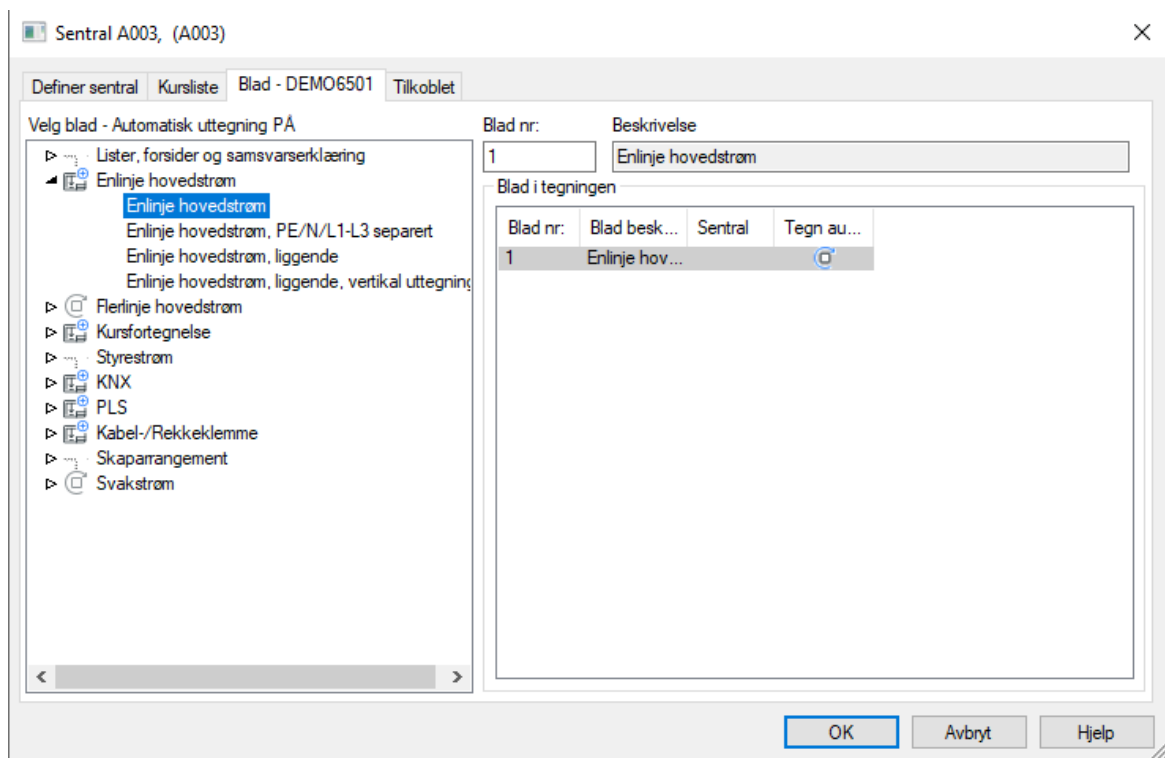 Sentral A003,  (A003)
Definer sentral Kursliste Blad - DEMO6501 Tilkoblet
Velg blad - Automatisk uttegning PÅ
Lister, forsider og samsvarserklæring
Enlinje hovedstrøm
Enlinje hovedstrøm
Enlinje hovedstrøm, PE/N/L1-L3 separert
Enlinje hovedstrøm, liggende
Enlinje hovedstrøm, liggende, vertikal uttegning
Flerlinje hovedstrøm
Kursfortegnelse
Styrestrøm
KNX
PLS
Kabel-/Rekkeklemme
Skaparrangement
Svakstrøm
Blad nr: Beskrivelse
1 Enlinje hovedstrøm
Blad i tegningen
Blad nr: Blad besk... Sentral Tegn au...
1 Enlinje hov...
OK Avbryt Hjelp